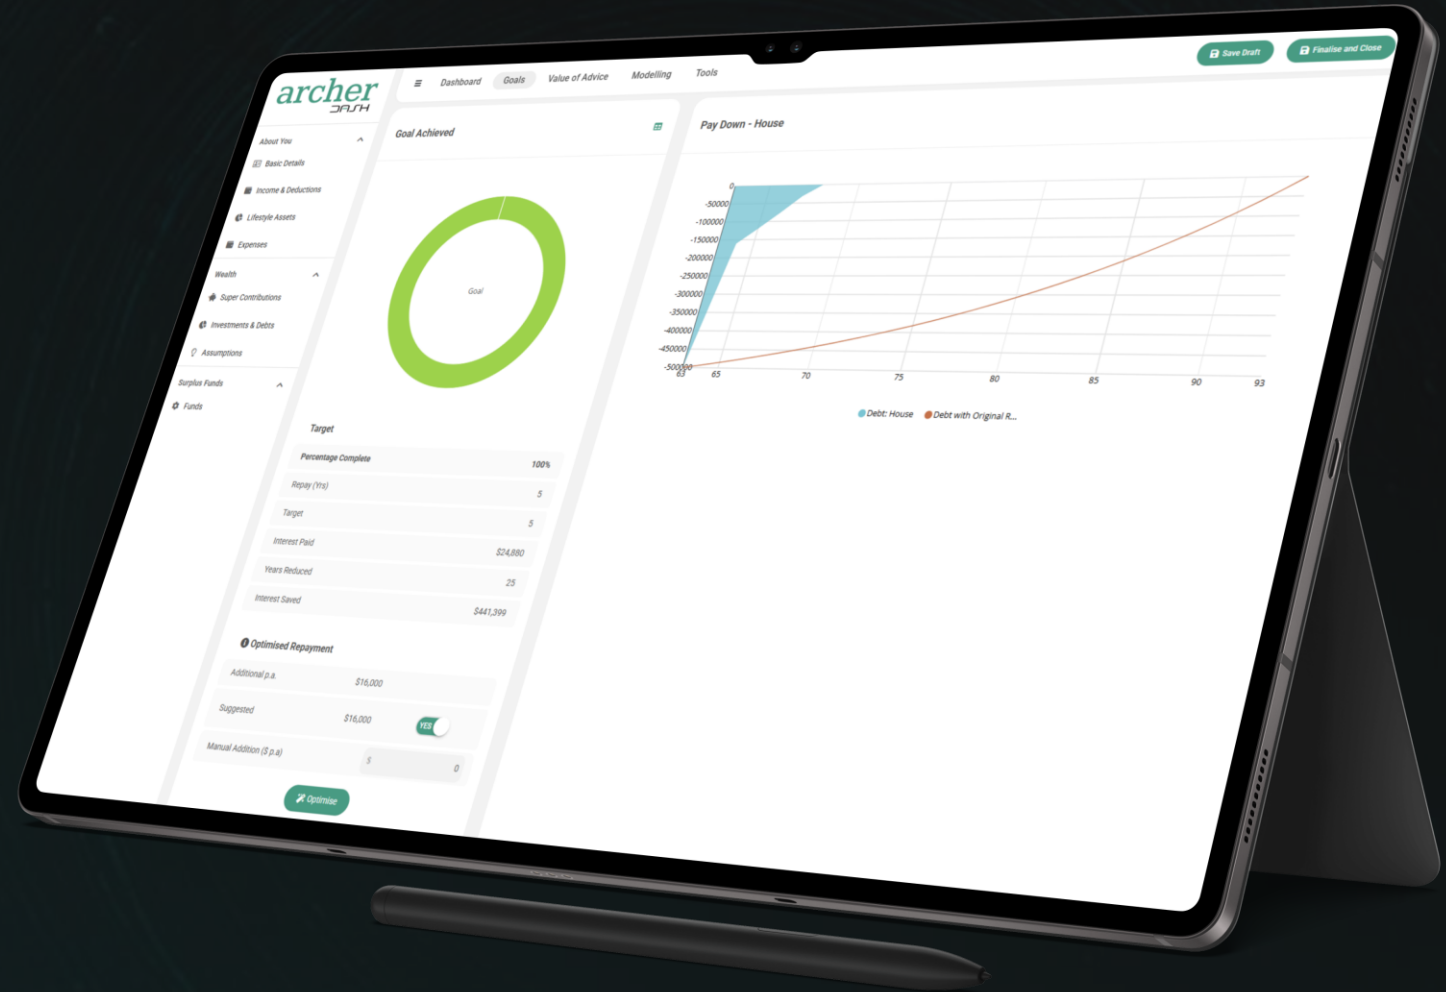 archer
DASH
Dashboard
Goals
Value of Advice
Modelling
Tools
Save Draft
Finalise and Close
About You
Basic Details
Income & Deductions
Lifestyle Assets
Expenses
Wealth
Super Contributions
Investments & Debts
Assumptions
Surplus Funds
Funds
Goal Achieved
Goal
Target
Percentage Complete 100%
Repay (Yrs) 5
Target 5
Interest Paid $24,880
Years Reduced 25
Interest Saved $441,399
Optimised Repayment
Additional p.a. $16,000
Suggested $16,000 YES
Manual Addition ($ p.a) $ 0
Optimise
Pay Down - House
0
-50000
-100000
-150000
-200000
-250000
-300000
-350000
-400000
-450000
-500000
63 65 70 75 80 85 90 93
Debt: House
Debt with Original R...